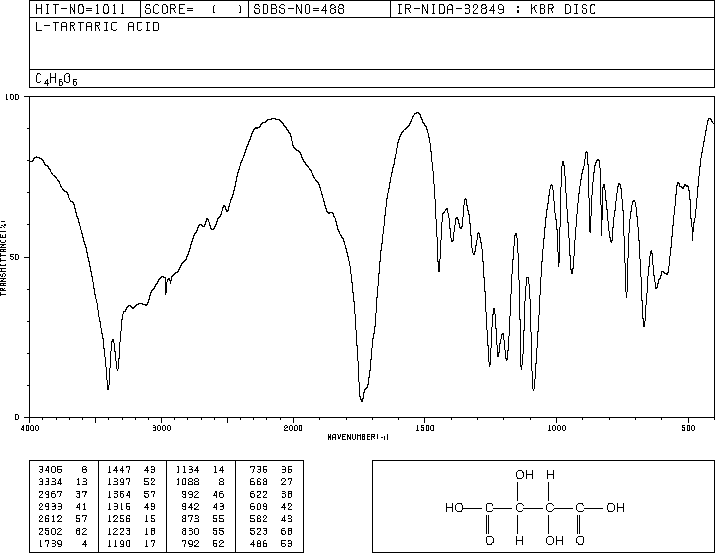 HIT-NO=1011 SCORE= ( ) SDBS-NO=488 IR-NIDA-32849 : KBR DISC
L-TARTARIC ACID
C4H6O6
100
TRANSMITTANCE(%)
50
0
4000 3000 2000 1500 1000 500
WAVENUMBER(-1)
3406 6 1447 43 1134 14 736 36
3334 13 1397 52 1088 8 668 27
2967 37 1364 57 992 46 622 38
2933 41 1316 49 942 43 609 42
2612 57 1256 15 873 55 582 43
2502 62 1223 18 830 55 523 68
1739 4 1190 17 792 52 486 53
OH H
HO C C C C OH
O H OH O